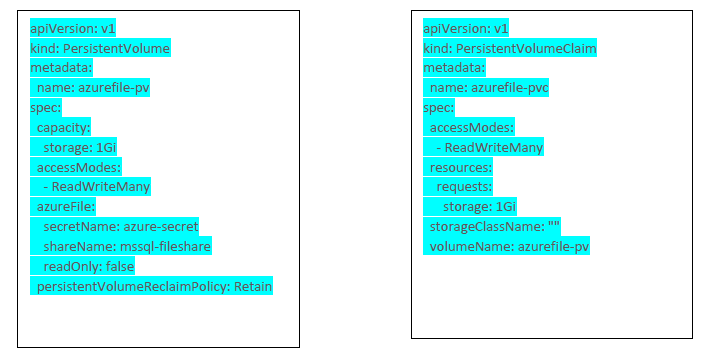 apiVersion: v1
kind: PersistentVolume
metadata:
  name: azurefile-pv
spec:
  capacity:
    storage: 1Gi
  accessModes:
    - ReadWriteMany
  azureFile:
    secretName: azure-secret
    shareName: mssql-fileshare
    readOnly: false
  persistentVolumeReclaimPolicy: Retain
apiVersion: v1
kind: PersistentVolumeClaim
metadata:
  name: azurefile-pvc
spec:
  accessModes:
    - ReadWriteMany
  resources:
    requests:
      storage: 1Gi
  storageClassName: ""
  volumeName: azurefile-pv